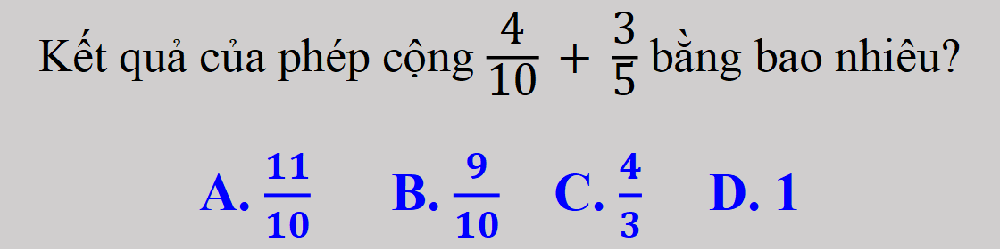 Kết quả của phép cộng 4/10 + 3/5 bằng bao nhiêu?
A. 11/10 B. 9/10 C. 4/3 D. 1